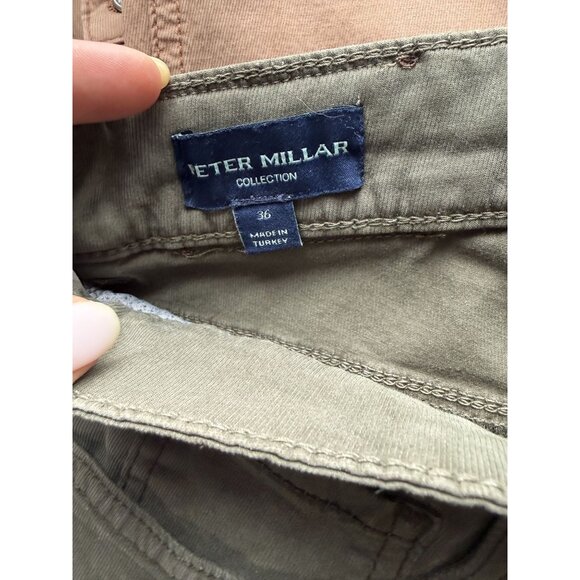 PETER MILLAR
COLLECTION
36
MADE IN
TURKEY